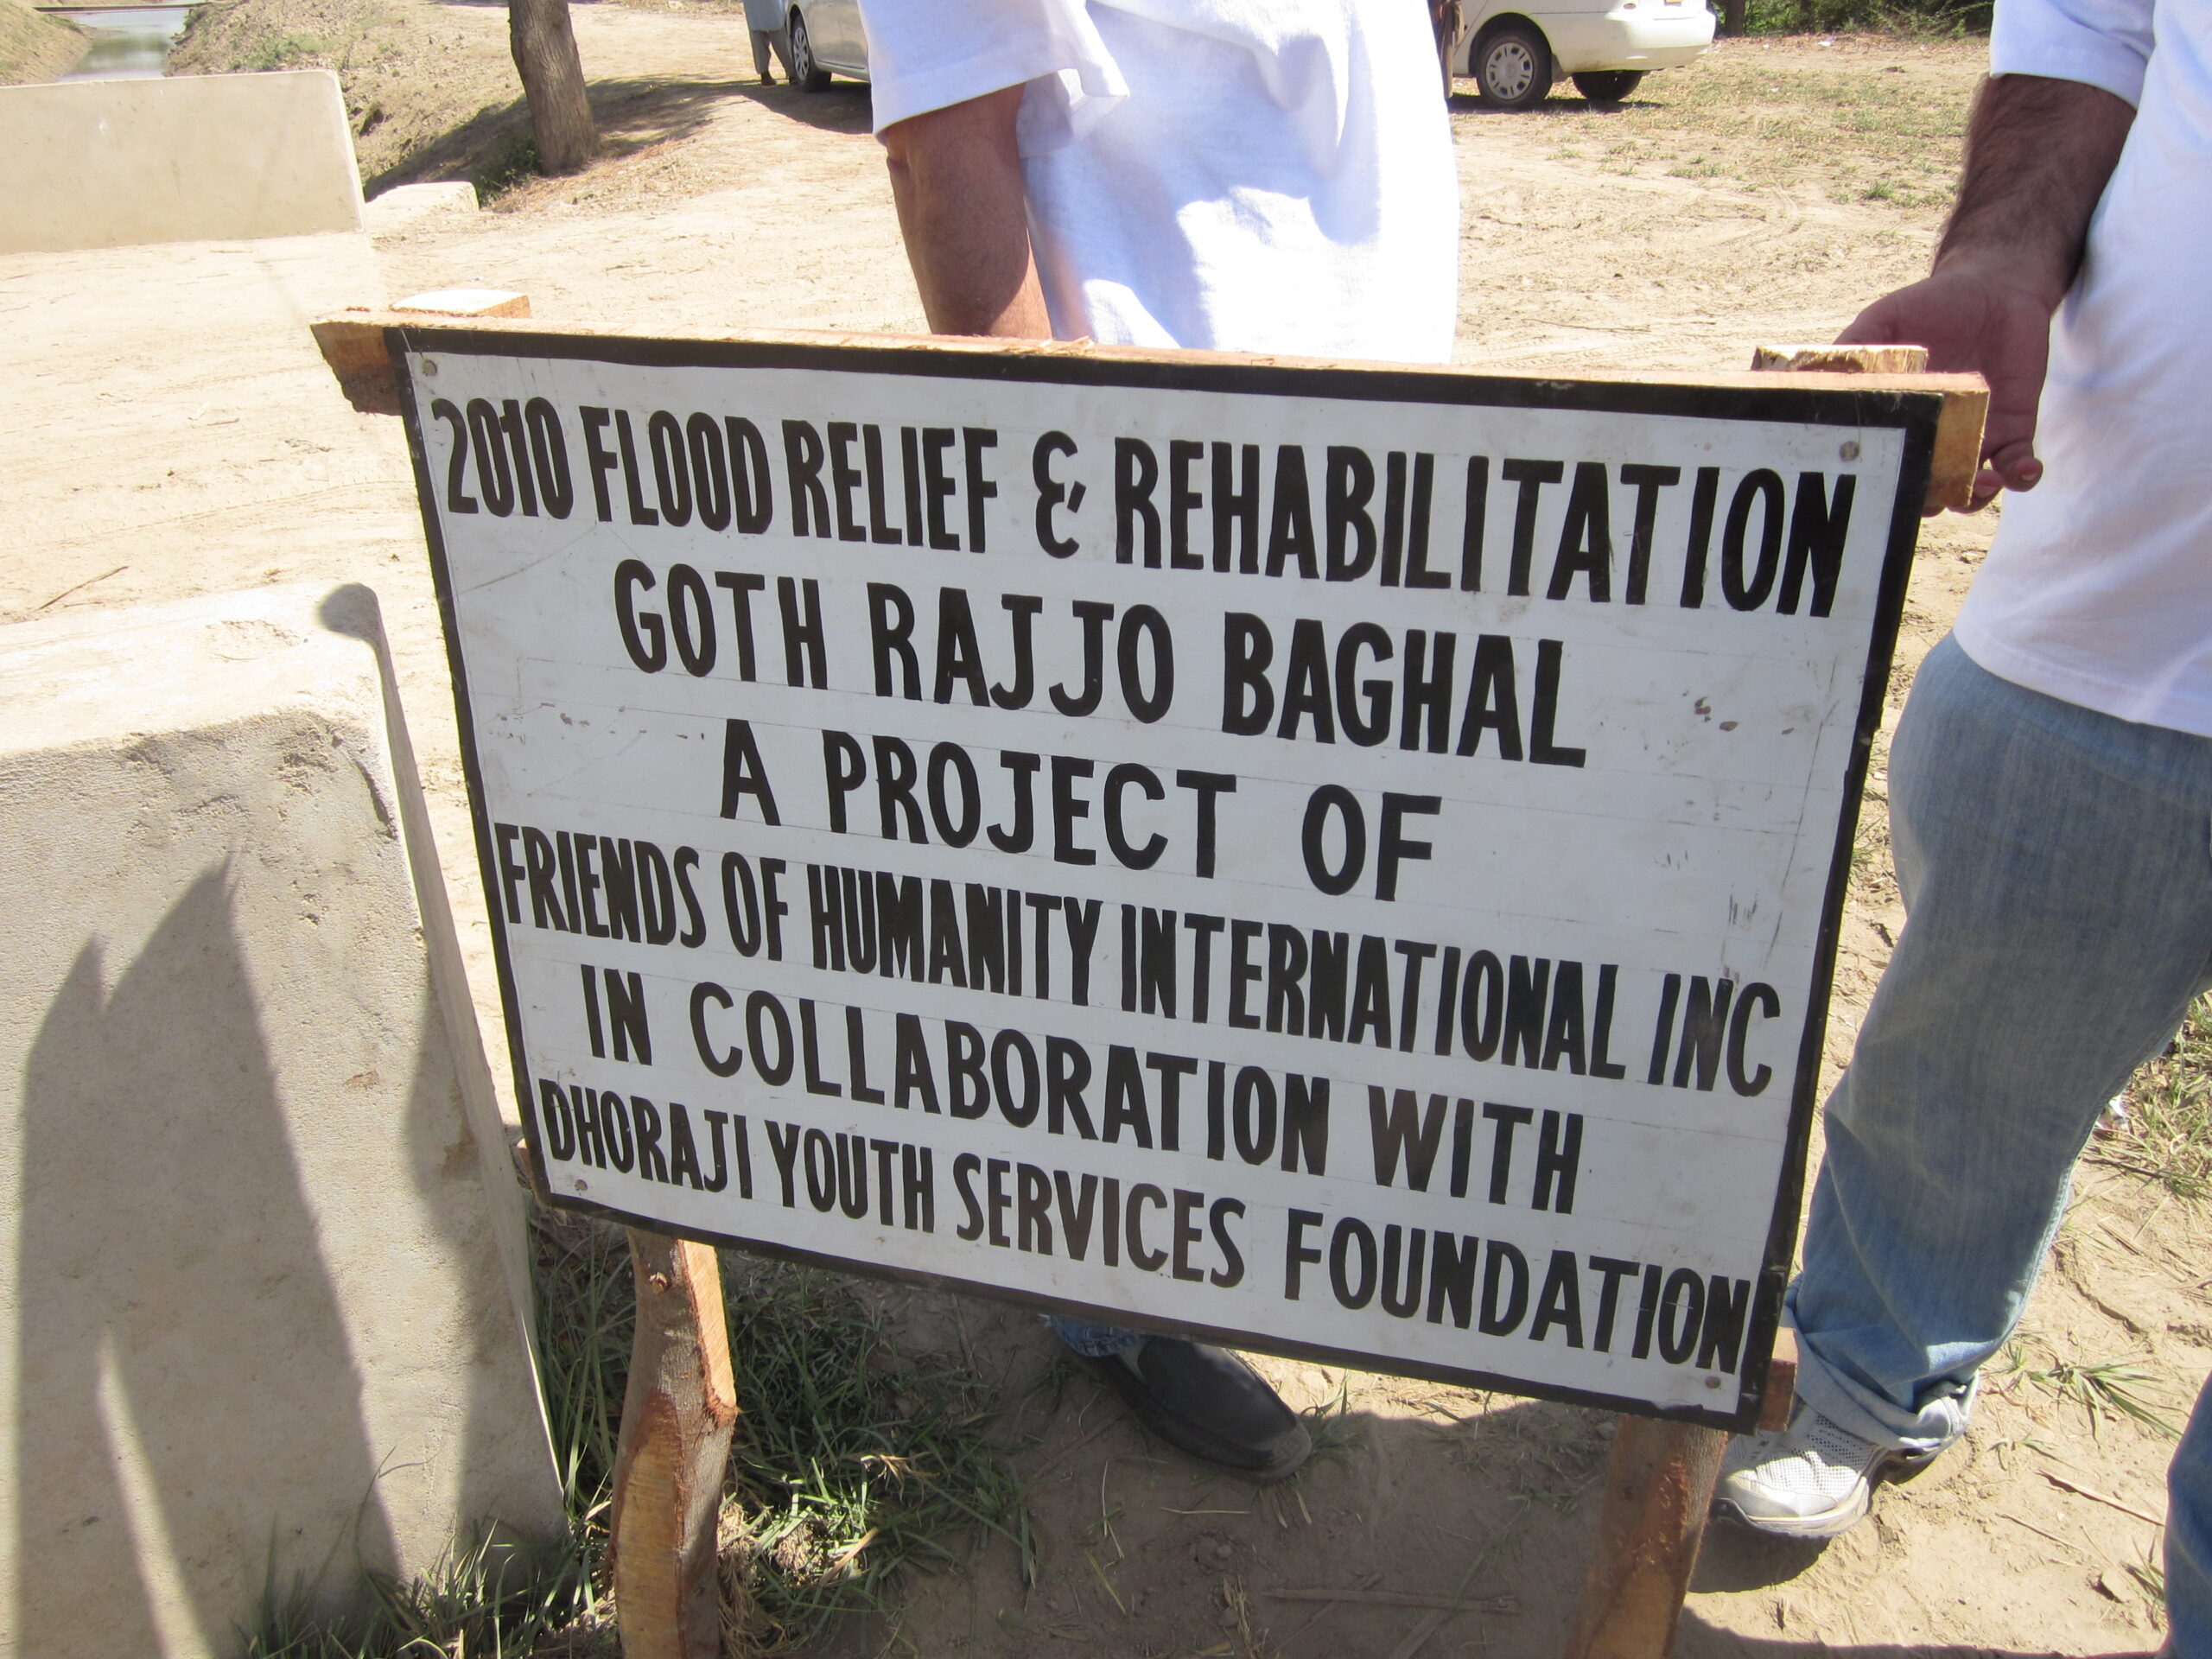 2010 FLOOD RELIEF & REHABILITATION
GOTH RAJJO BAGHAL
A PROJECT OF
FRIENDS OF HUMANITY INTERNATIONAL INC
IN COLLABORATION WITH
DHORAJI YOUTH SERVICES FOUNDATION